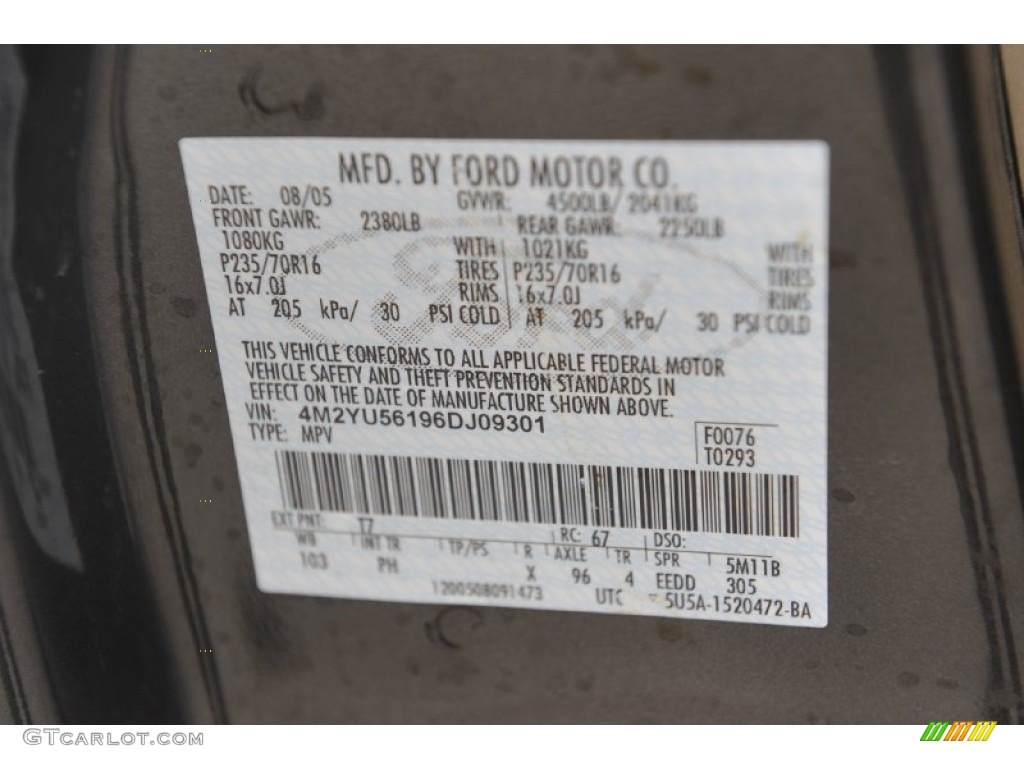 MFD. BY FORD MOTOR CO.
DATE: 08/05 GVWR: 4500LB/ 2041KG
FRONT GAWR: 2380LB REAR GAWR: 2250LB
1080KG WITH 1021KG WITH
P235/70R16 TIRES P235/70R16 TIRES
16x7.0J RIMS 16x7.0J RIMS
AT 205 kPa/ 30 PSI COLD AT 205 kPa/ 30 PSI COLD
THIS VEHICLE CONFORMS TO ALL APPLICABLE FEDERAL MOTOR
VEHICLE SAFETY AND THEFT PREVENTION STANDARDS IN
EFFECT ON THE DATE OF MANUFACTURE SHOWN ABOVE.
VIN: 4M2YU56196DJ09301
TYPE: MPV
F0076
T0293
EXT PNT: T7 RC: 67 DSO:
WB INT TR TP/PS R AXLE TR SPR 5M11B
103 PH X 96 4 EEDD 305
1200508091473 UTC 5U5A-1520472-BA
GTcarlot.com